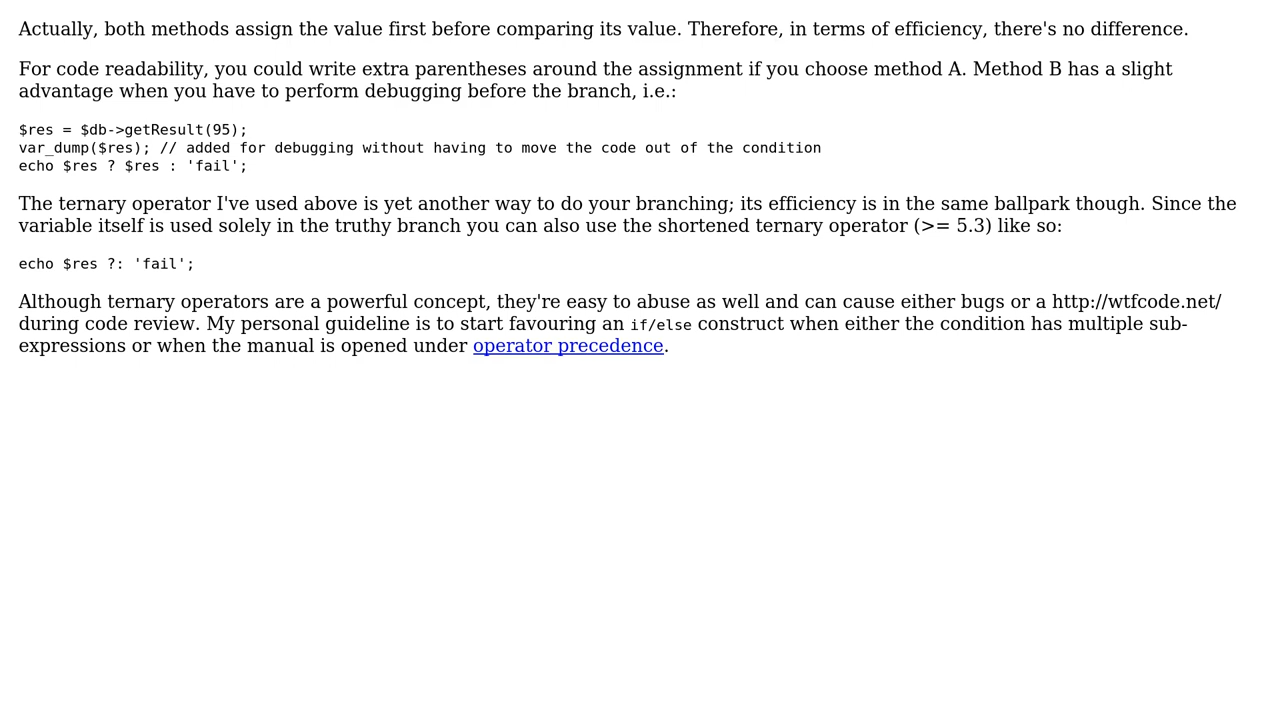 Actually, both methods assign the value first before comparing its value. Therefore, in terms of efficiency, there's no difference.
For code readability, you could write extra parentheses around the assignment if you choose method A. Method B has a slight
advantage when you have to perform debugging before the branch, i.e.:
$res = $db->getResult(95);
var_dump($res); // added for debugging without having to move the code out of the condition
echo $res ? $res : 'fail';
The ternary operator I've used above is yet another way to do your branching; its efficiency is in the same ballpark though. Since the
variable itself is used solely in the truthy branch you can also use the shortened ternary operator (>= 5.3) like so:
echo $res ?: 'fail';
Although ternary operators are a powerful concept, they're easy to abuse as well and can cause either bugs or a http://wtfcode.net/
during code review. My personal guideline is to start favouring an if/else construct when either the condition has multiple sub-
expressions or when the manual is opened under operator precedence.